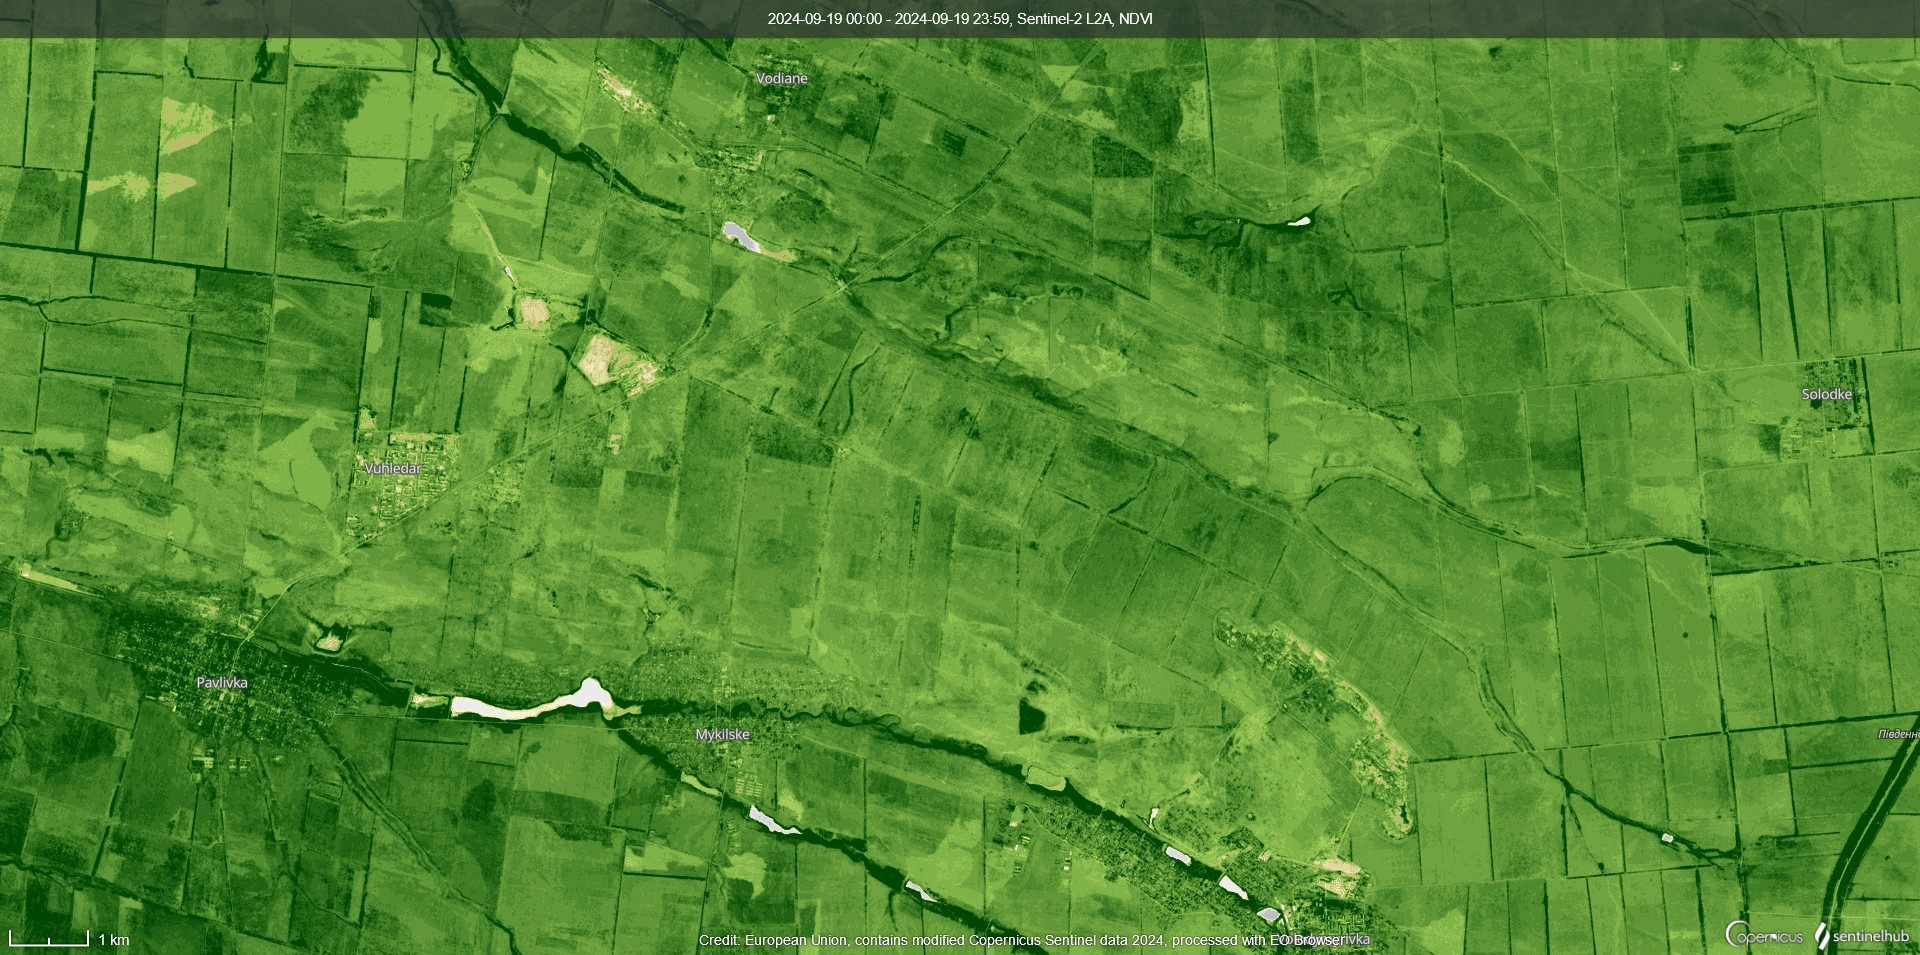 2024-09-19 00:00 - 2024-09-19 23:59, Sentinel-2 L2A, NDVI
Vodiane
Solodke
Vuhledar
Pavlivka
Mykilske
1 km
Credit: European Union, contains modified Copernicus Sentinel data 2024, processed with EO Browser
opernicus
sentinelhub